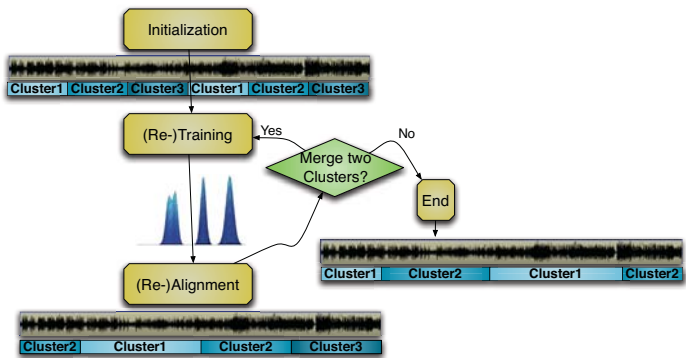 Initialization
Cluster1 Cluster2 Cluster3 Cluster1 Cluster2 Cluster3
(Re-)Training
Yes
No
Merge two
Clusters?
End
Cluster1 Cluster2 Cluster1 Cluster2
(Re-)Alignment
Cluster2 Cluster1 Cluster2 Cluster3